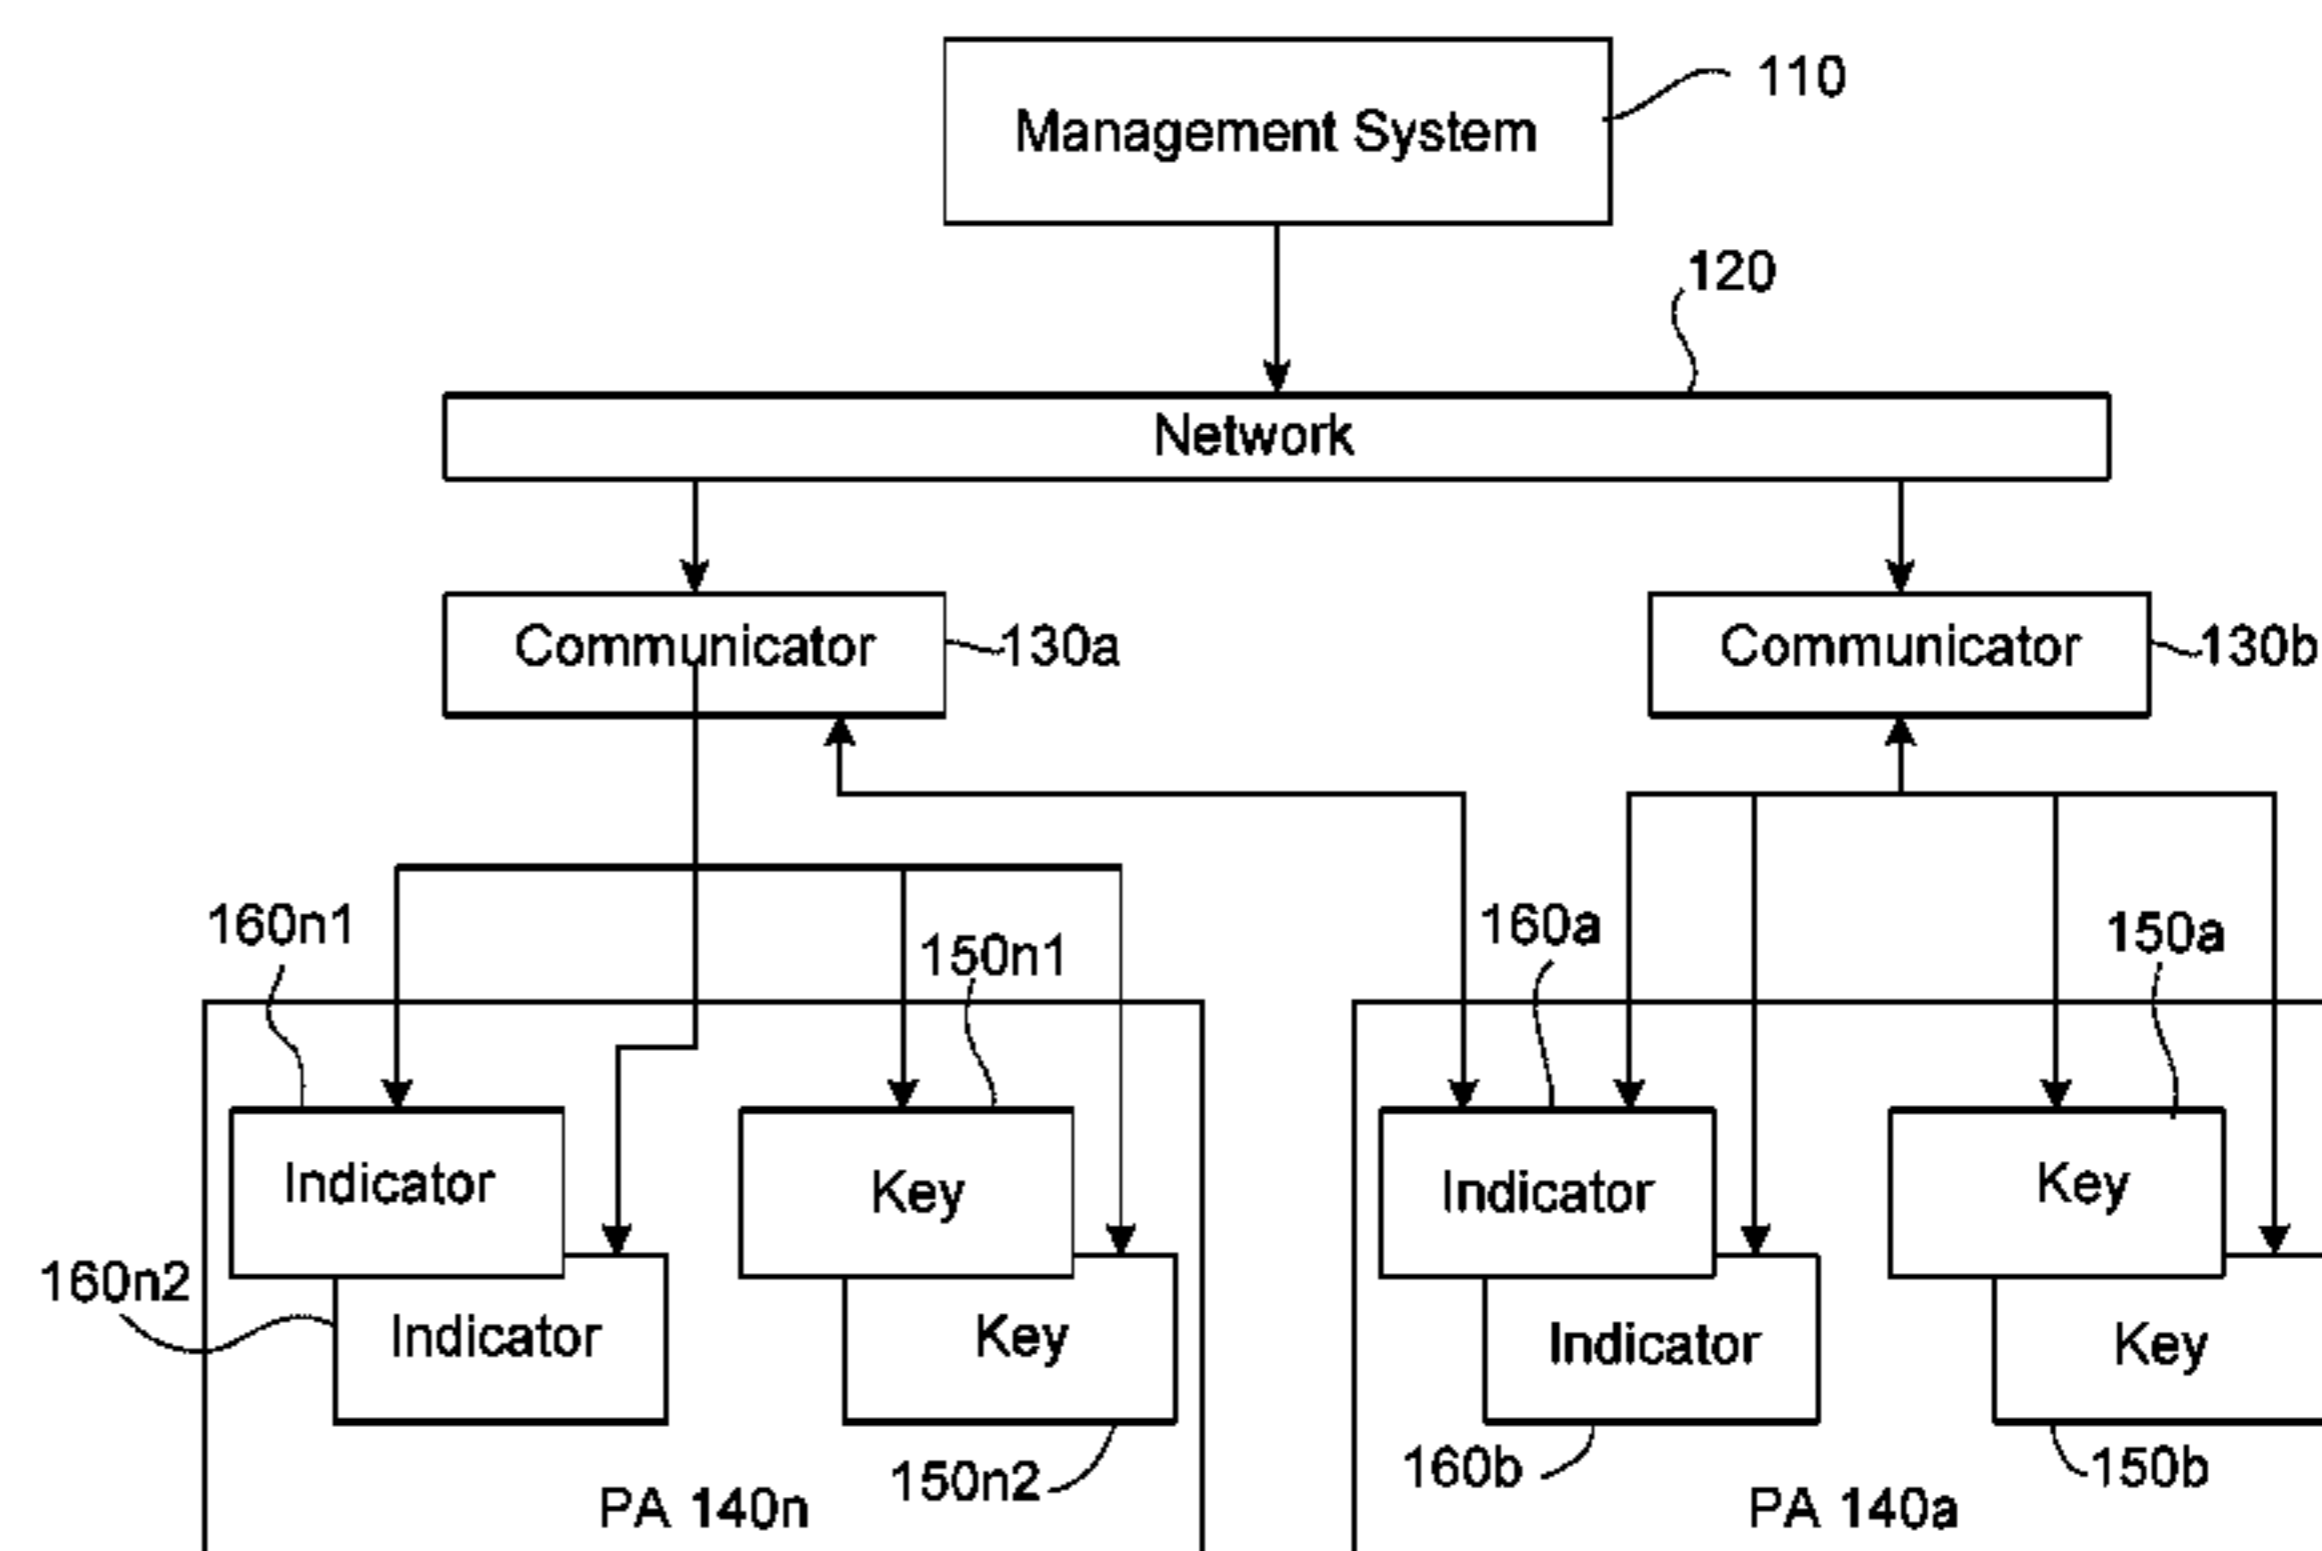 110
Management System
120
Network
Communicator
130a
Communicator
130b
160n1
150n1
160a
150a
Indicator
Key
Indicator
Key
160n2
Indicator
Key
Indicator
Key
150n2
160b
150b
PA 140n
PA 140a